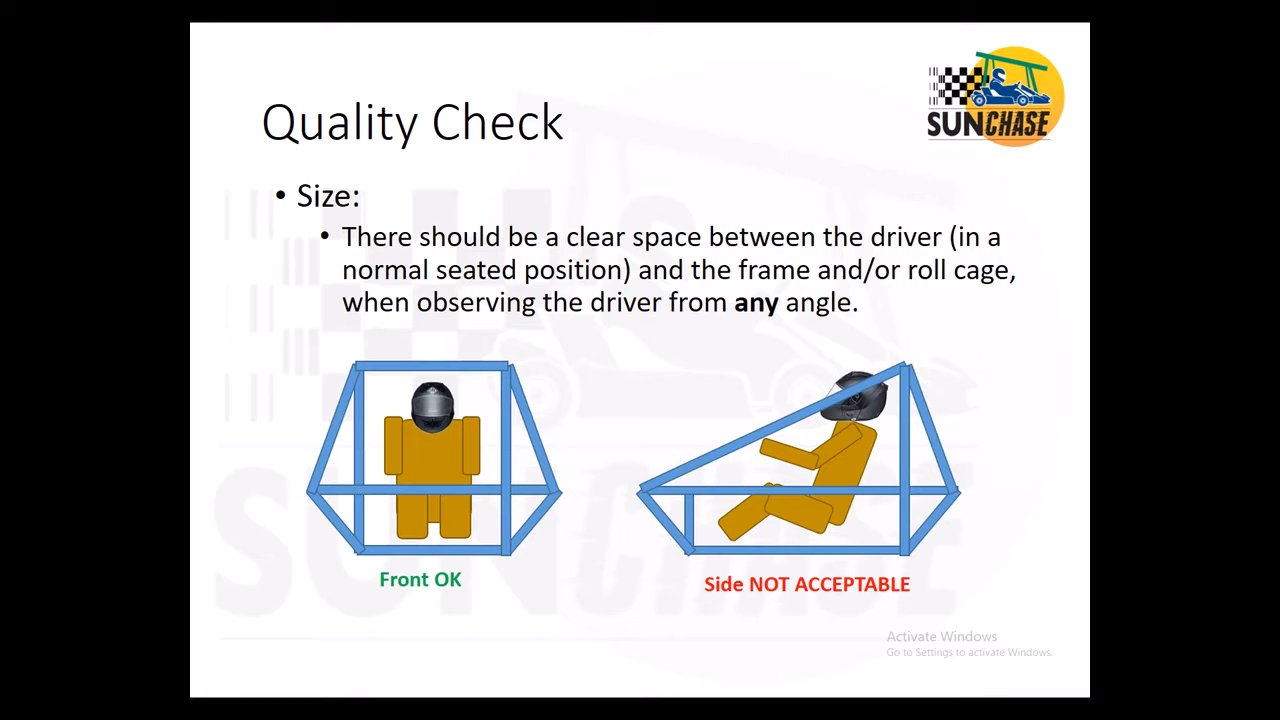 SUNCHASE
Quality Check
• Size:
• There should be a clear space between the driver (in a
normal seated position) and the frame and/or roll cage,
when observing the driver from any angle.
Front OK
Side NOT ACCEPTABLE
Activate Windows
Go to Settings to activate Windows.